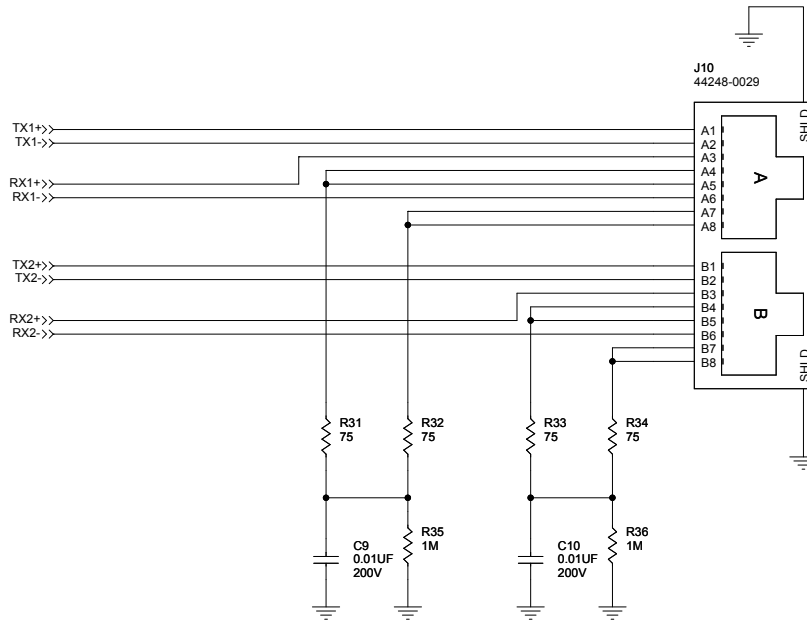 J10
44248-0029
SHLD
TX1+
TX1-
RX1+
RX1-
TX2+
TX2-
RX2+
RX2-
A1
A2
A3
A4
A5
A6
A7
A8
A
B1
B2
B3
B4
B5
B6
B7
B8
B
SHLD
R31
75
R32
75
R33
75
R34
75
C9
0.01UF
200V
R35
1M
C10
0.01UF
200V
R36
1M